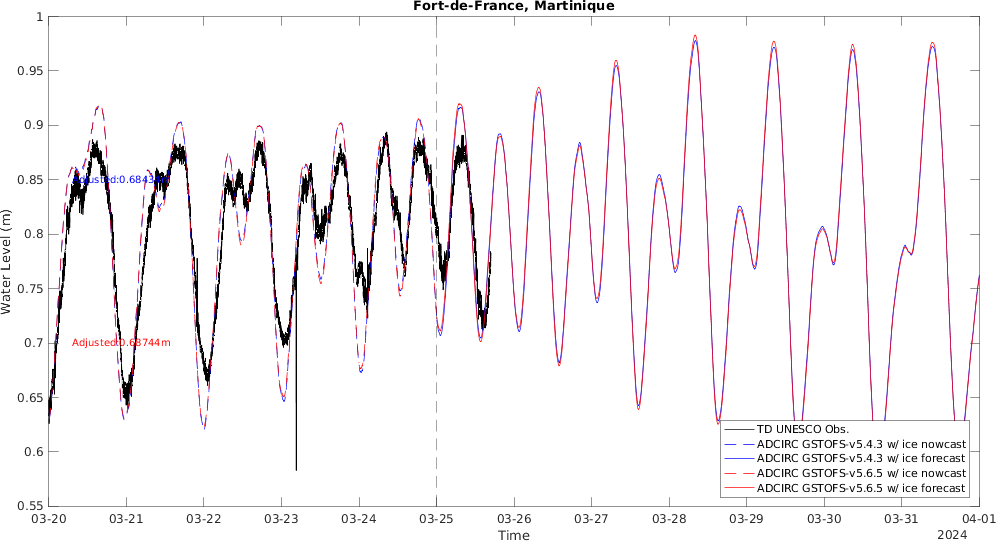 Fort-de-France, Martinique
1
0.95
0.9
0.85
0.8
0.75
0.7
0.65
0.6
0.55
Water Level (m)
Adjusted:0.68744m
TD UNESCO Obs.
ADCIRC GSTOFS-v5.4.3 w/ ice nowcast
ADCIRC GSTOFS-v5.4.3 w/ ice forecast
ADCIRC GSTOFS-v5.6.5 w/ ice nowcast
ADCIRC GSTOFS-v5.6.5 w/ ice forecast
03-20 03-21 03-22 03-23 03-24 03-25 03-26 03-27 03-28 03-29 03-30 03-31 04-01
Time
2024